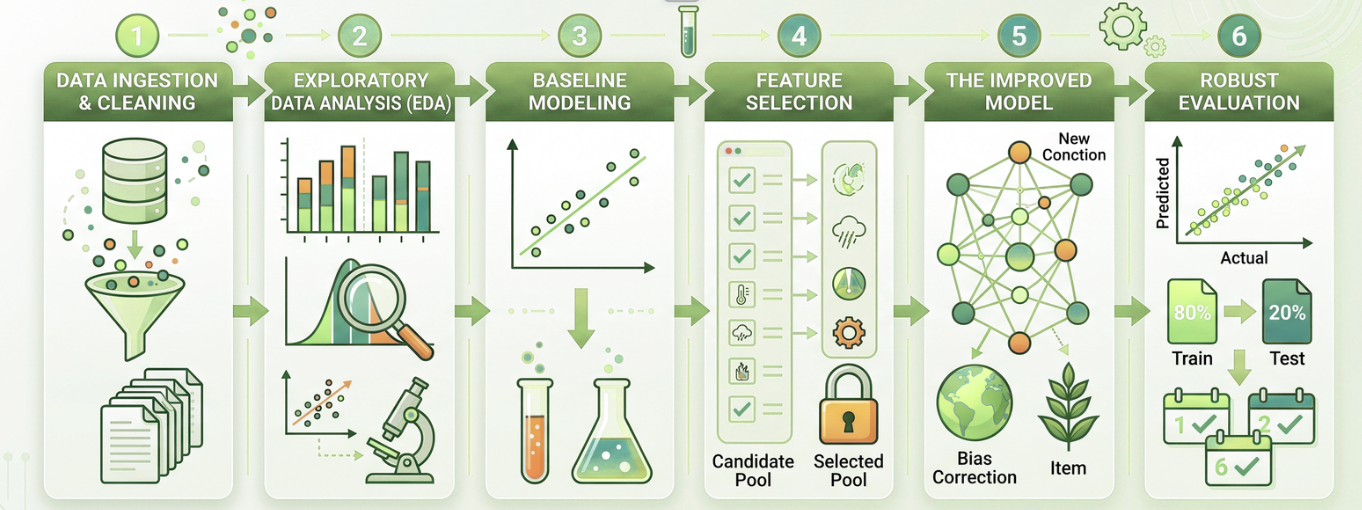 1
2
3
4
5
6
DATA INGESTION
& CLEANING
EXPLORATORY
DATA ANALYSIS (EDA)
BASELINE
MODELING
FEATURE
SELECTION
THE IMPROVED
MODEL
ROBUST
EVALUATION
Candidate
Pool
Selected
Pool
New
Conction
Bias
Correction
Item
Predicted
Actual
80%
20%
Train
Test
1
2
6